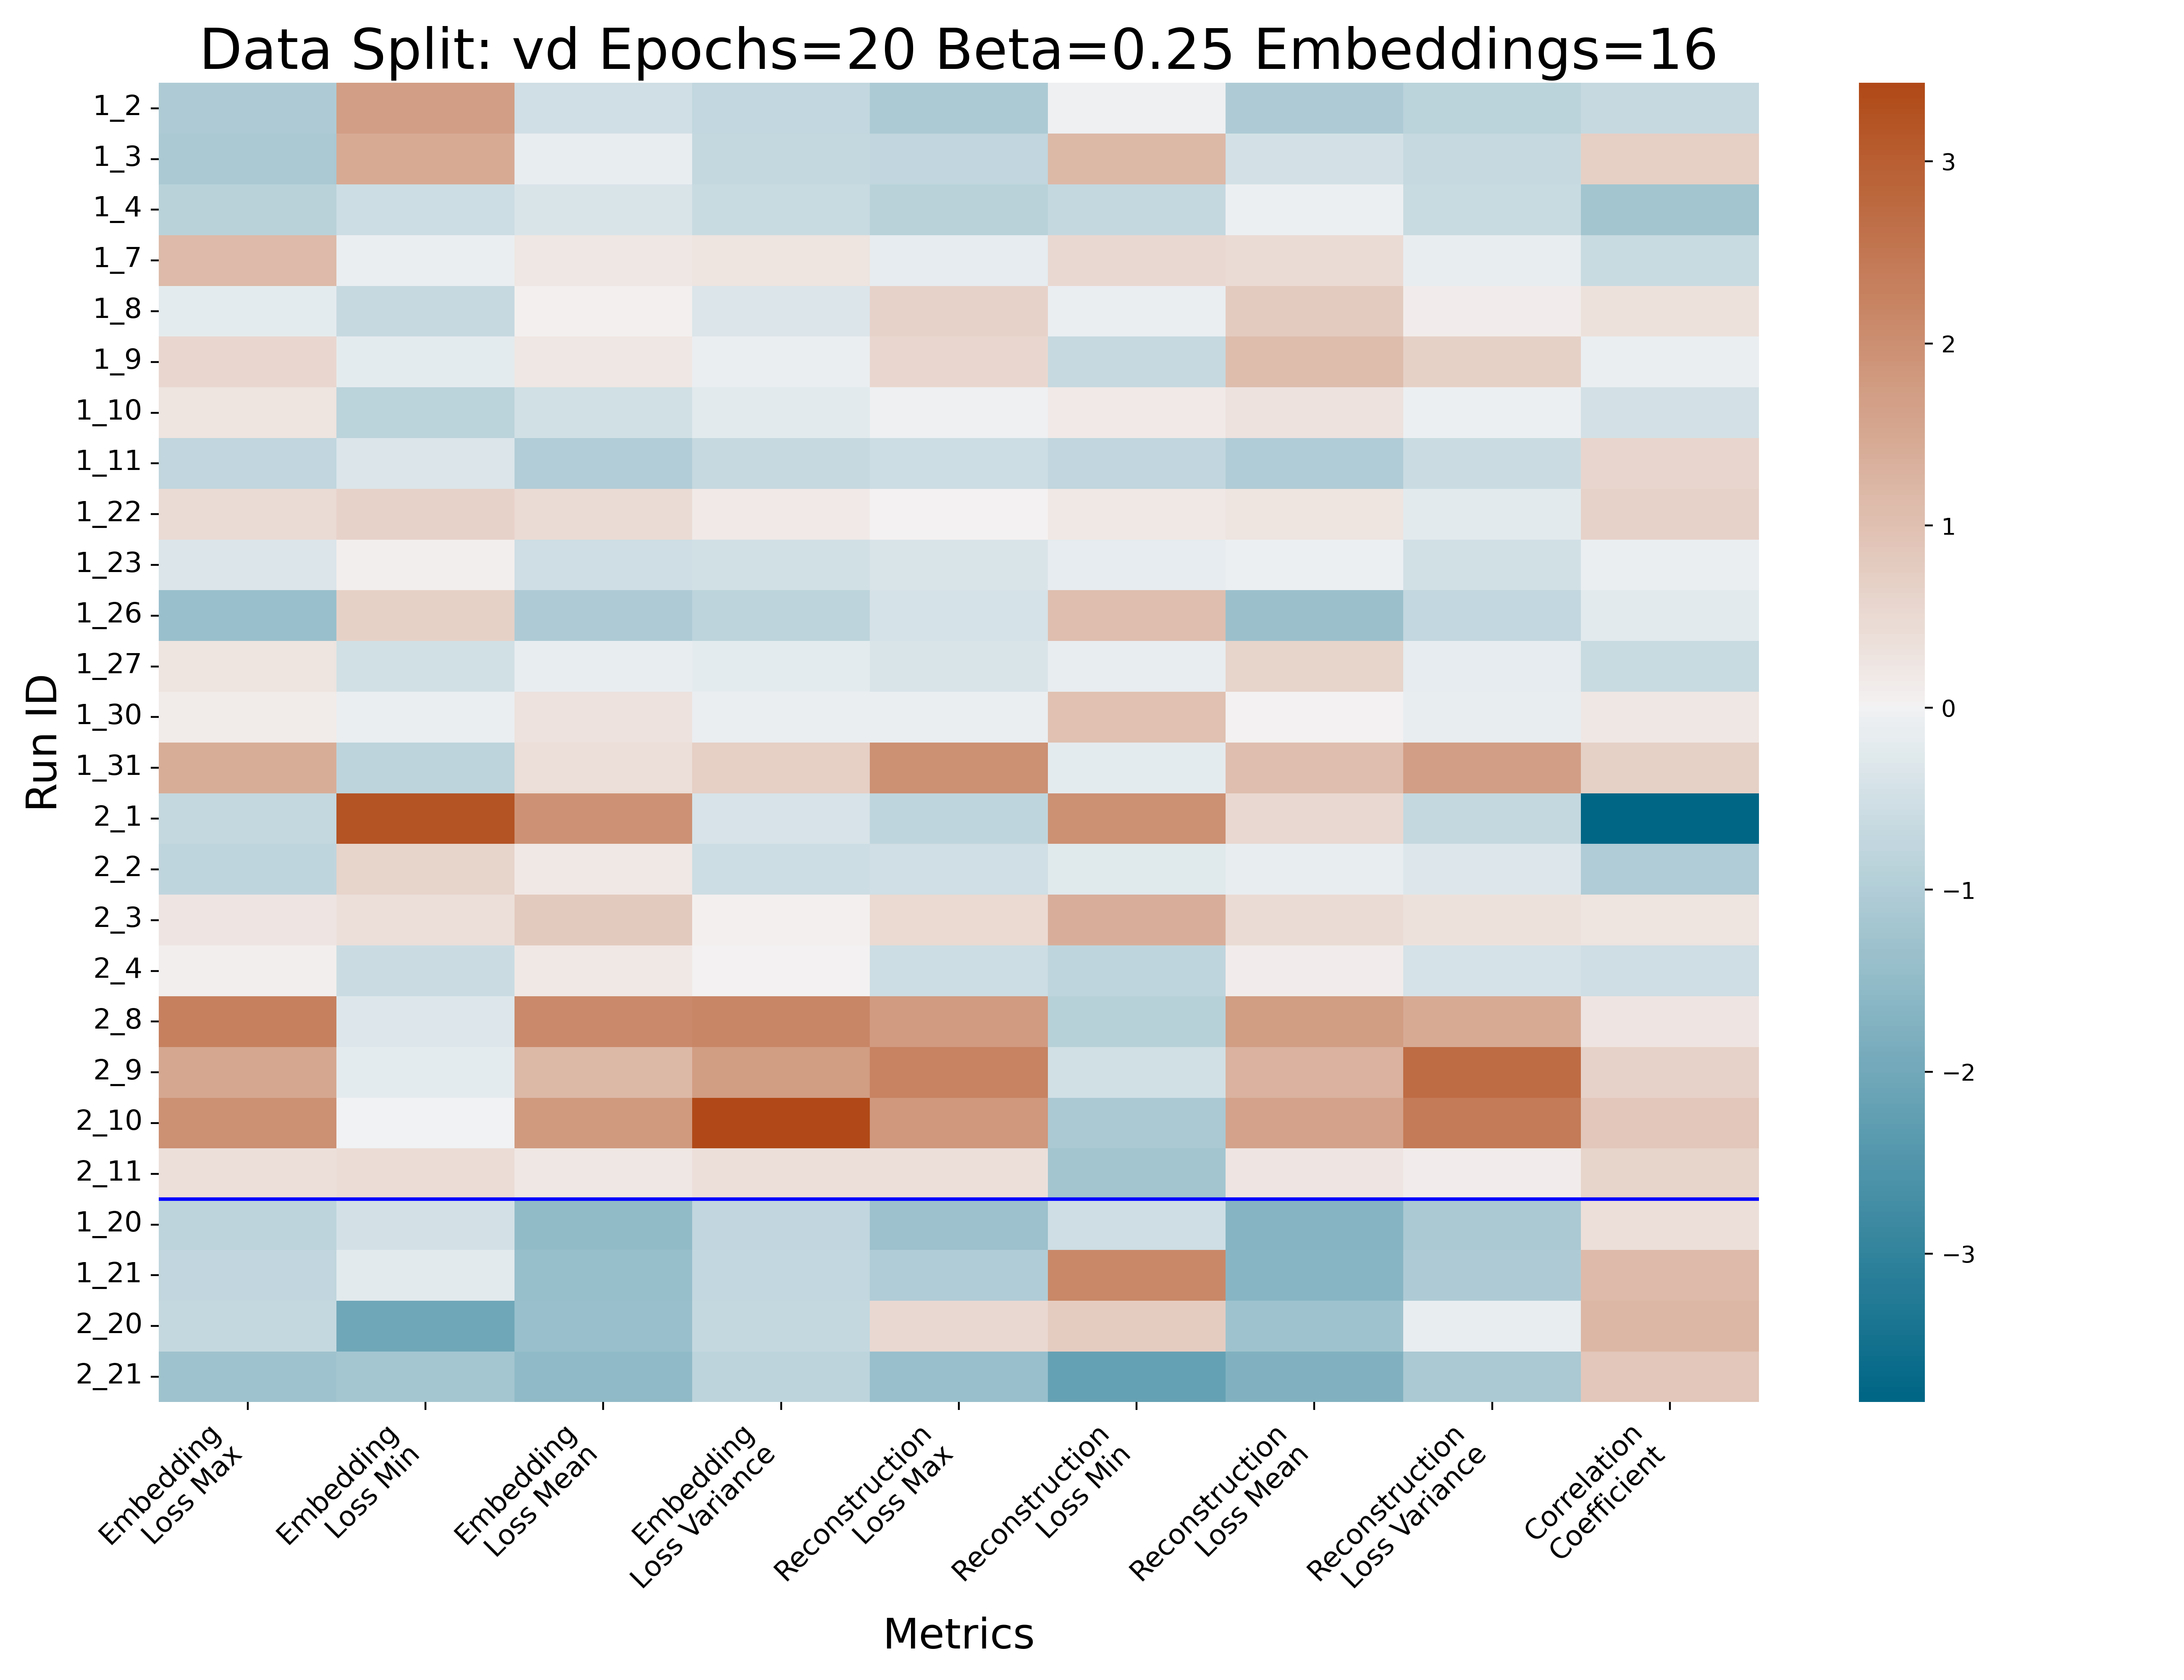 Data Split: vd Epochs=20 Beta=0.25 Embeddings=16
Run ID
1_2
1_3
1_4
1_7
1_8
1_9
1_10
1_11
1_22
1_23
1_26
1_27
1_30
1_31
2_1
2_2
2_3
2_4
2_8
2_9
2_10
2_11
1_20
1_21
2_20
2_21
Embedding
Loss Max
Embedding
Loss Min
Embedding
Loss Mean
Embedding
Loss Variance
Reconstruction
Loss Max
Reconstruction
Loss Min
Reconstruction
Loss Mean
Reconstruction
Loss Variance
Correlation
Coefficient
Metrics
3
2
1
0
−1
−2
−3